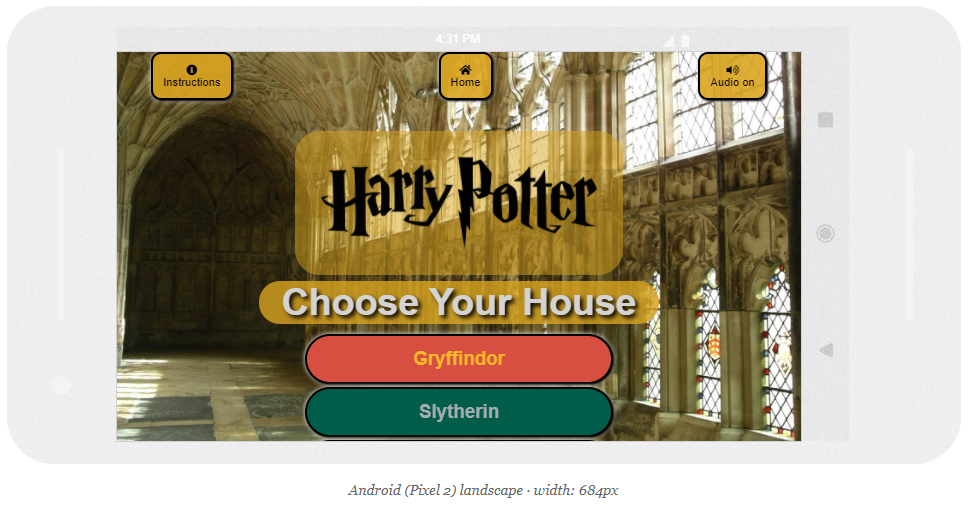 4:31 PM
Instructions
Home
Audio on
Harry Potter
Choose Your House
Gryffindor
Slytherin
Android (Pixel 2) landscape · width: 684px